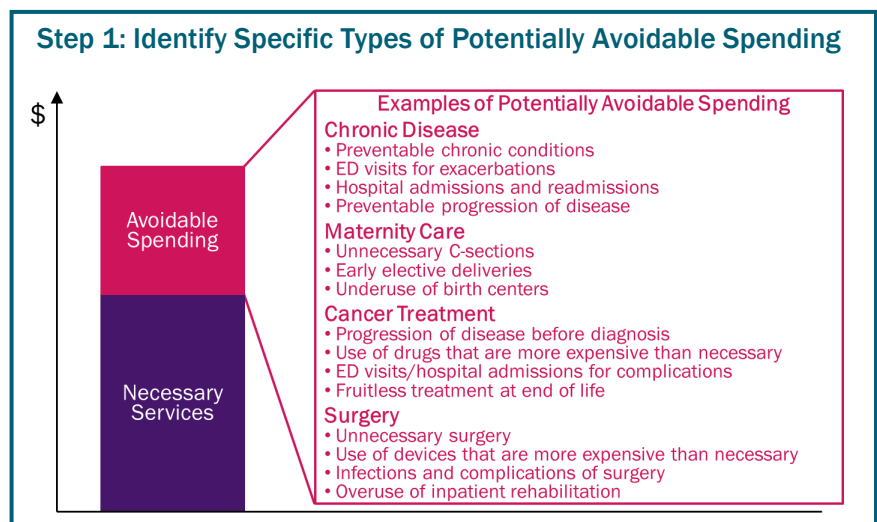 Step 1: Identify Specific Types of Potentially Avoidable Spending
$
Avoidable
Spending
Necessary
Services
Examples of Potentially Avoidable Spending
Chronic Disease
• Preventable chronic conditions
• ED visits for exacerbations
• Hospital admissions and readmissions
• Preventable progression of disease
Maternity Care
• Unnecessary C-sections
• Early elective deliveries
• Underuse of birth centers
Cancer Treatment
• Progression of disease before diagnosis
• Use of drugs that are more expensive than necessary
• ED visits/hospital admissions for complications
• Fruitless treatment at end of life
Surgery
• Unnecessary surgery
• Use of devices that are more expensive than necessary
• Infections and complications of surgery
• Overuse of inpatient rehabilitation